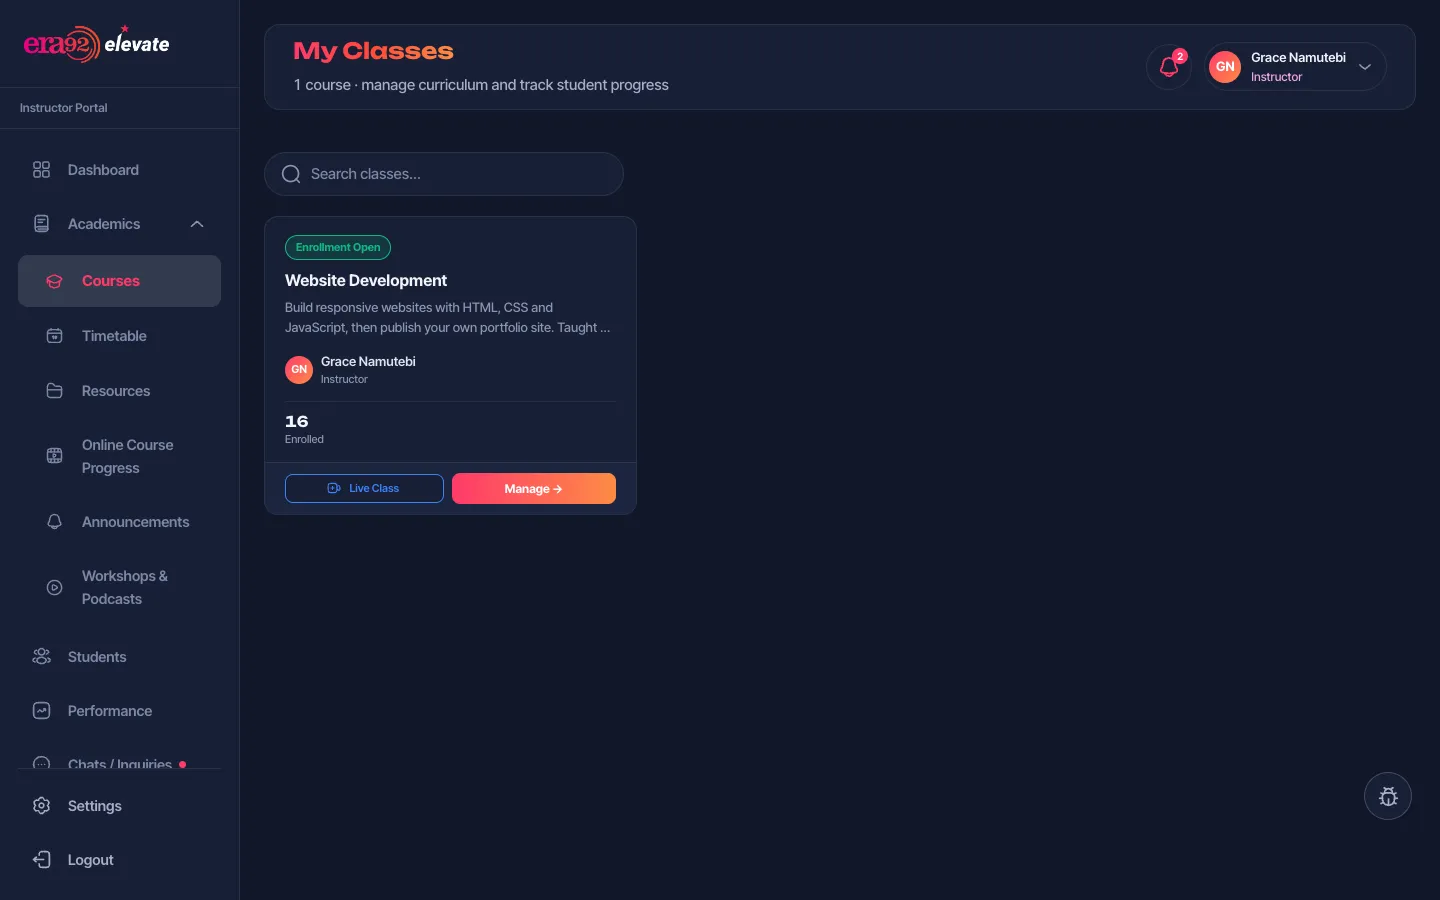 era92 elevate
Instructor Portal
Dashboard
Academics
Courses
Timetable
Resources
Online Course
Progress
Announcements
Workshops &
Podcasts
Students
Performance
Chats / Inquiries
Settings
Logout
My Classes
1 course · manage curriculum and track student progress
2
GN
Grace Namutebi
Instructor
Search classes...
Enrollment Open
Website Development
Build responsive websites with HTML, CSS and
JavaScript, then publish your own portfolio site. Taught ...
GN
Grace Namutebi
Instructor
16
Enrolled
Live Class
Manage →